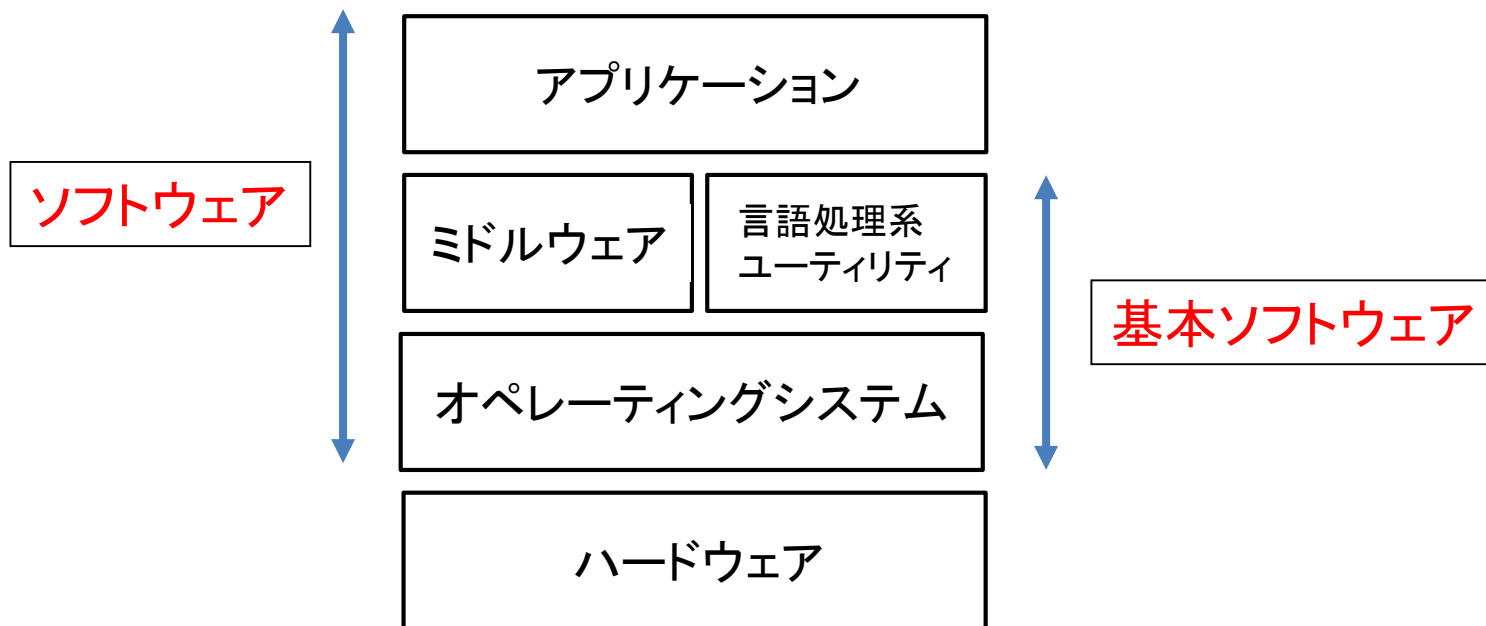 アプリケーション
ソフトウェア
ミドルウェア
言語処理系
ユーティリティ
基本ソフトウェア
オペレーティングシステム
ハードウェア